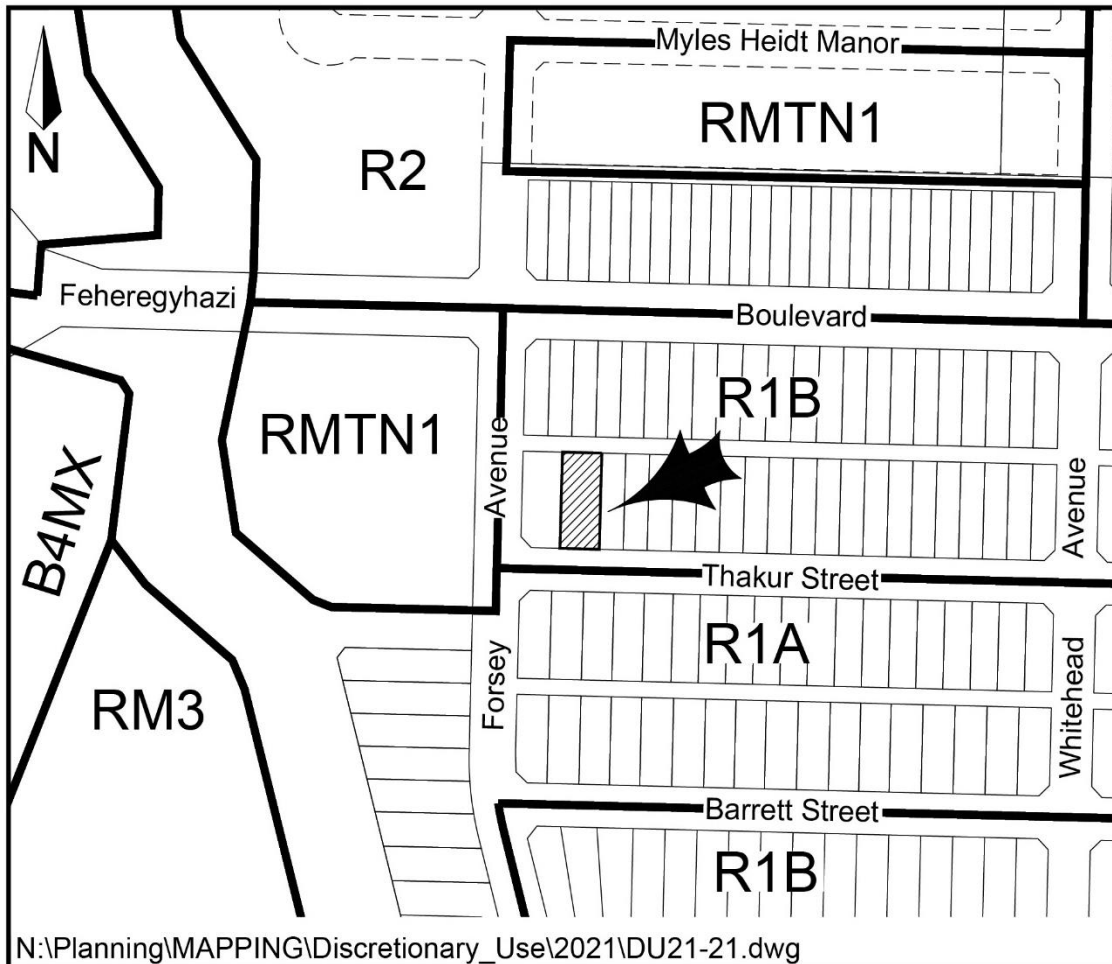 Myles Heidt Manor
RMTN1
N
R2
Feheregyhazi
Boulevard
R1B
RMTN1
Avenue
B4MX
Avenue
Thakur Street
R1A
Forsey
Whitehead
RM3
Barrett Street
R1B
N:\Planning\MAPPING\Discretionary_Use\2021\DU21-21.dwg